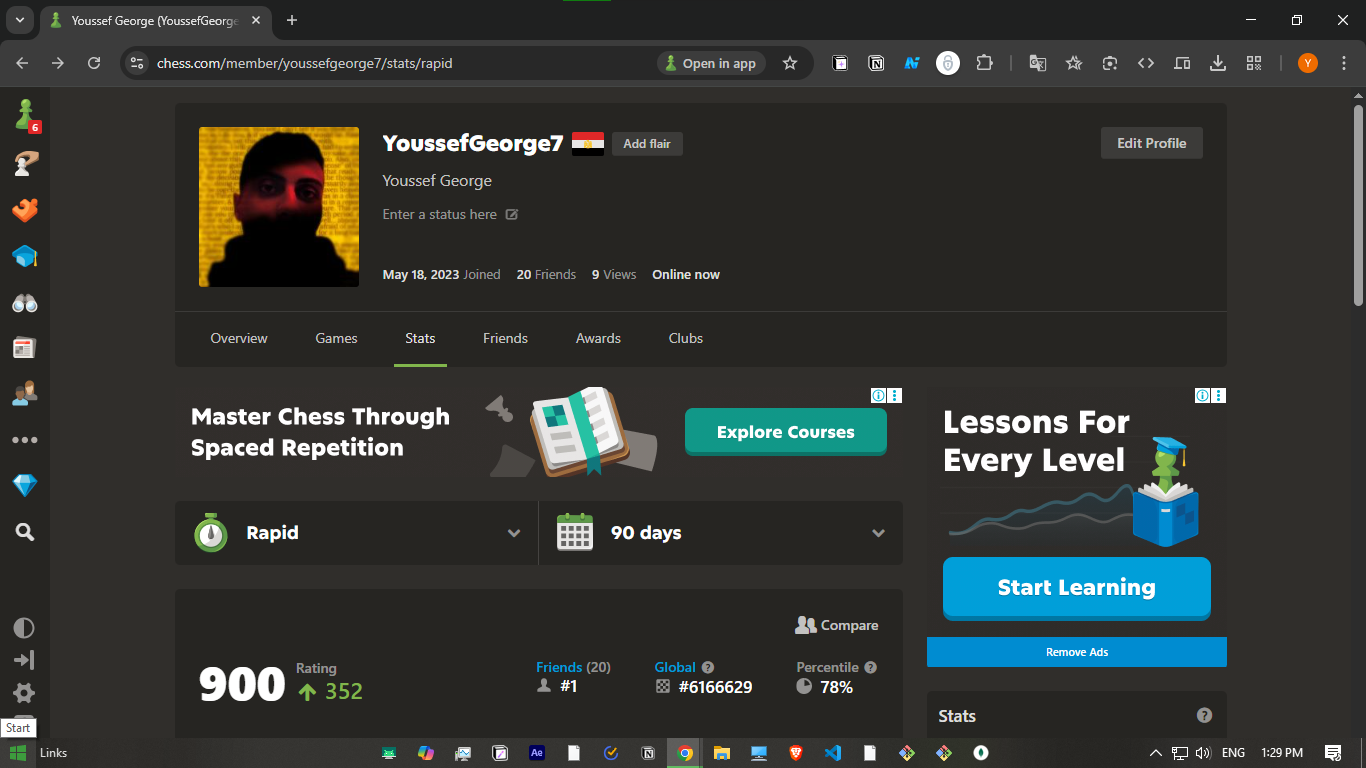 Youssef George (YoussefGeorge
chess.com/member/youssefgeorge7/stats/rapid
Open in app
Y
6
YoussefGeorge7
Add flair
Edit Profile
Youssef George
Enter a status here
May 18, 2023 Joined 20 Friends 9 Views Online now
Overview Games Stats Friends Awards Clubs
Master Chess Through
Spaced Repetition
Explore Courses
Lessons For
Every Level
Start Learning
Remove Ads
Rapid
90 days
Compare
900
Rating
352
Friends (20)
#1
Global
#6166629
Percentile
78%
Stats
Start
Links
Ae
ENG
1:29 PM